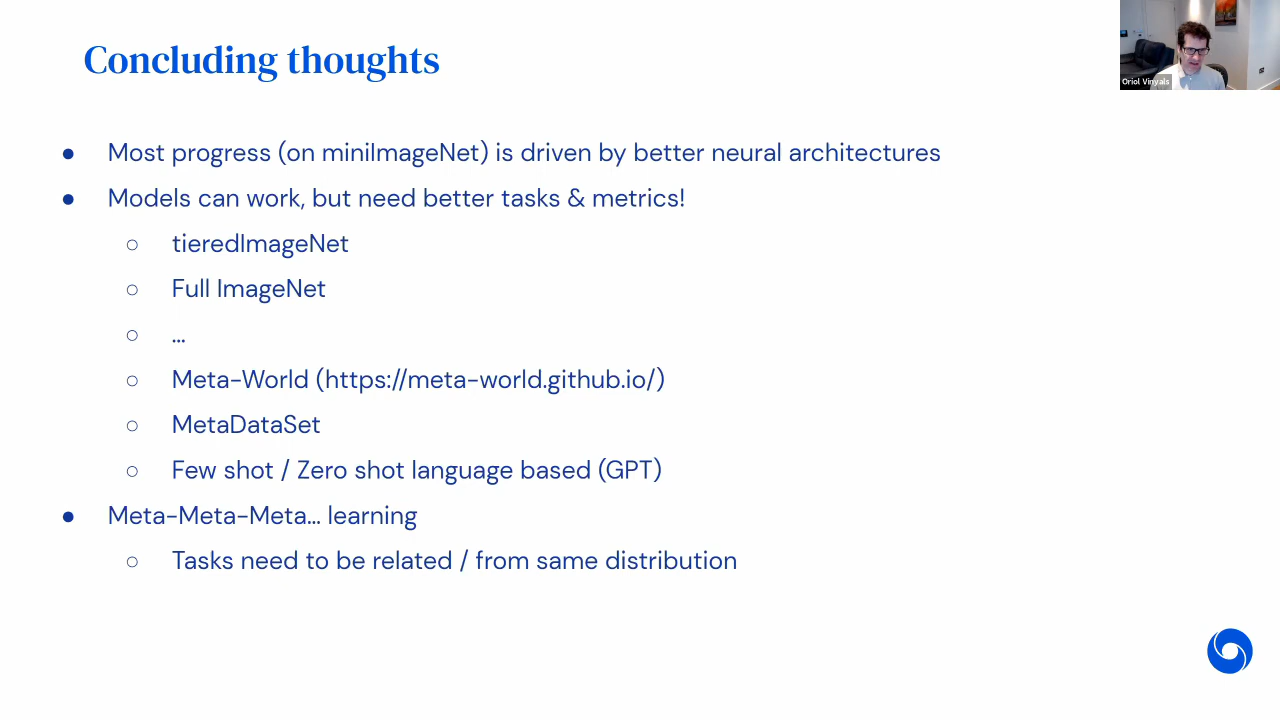 Concluding thoughts
Oriol Vinyals
● Most progress (on miniImageNet) is driven by better neural architectures
● Models can work, but need better tasks & metrics!
○ tieredImageNet
○ Full ImageNet
○ ...
○ Meta-World (https://meta-world.github.io/)
○ MetaDataSet
○ Few shot / Zero shot language based (GPT)
● Meta-Meta-Meta... learning
○ Tasks need to be related / from same distribution